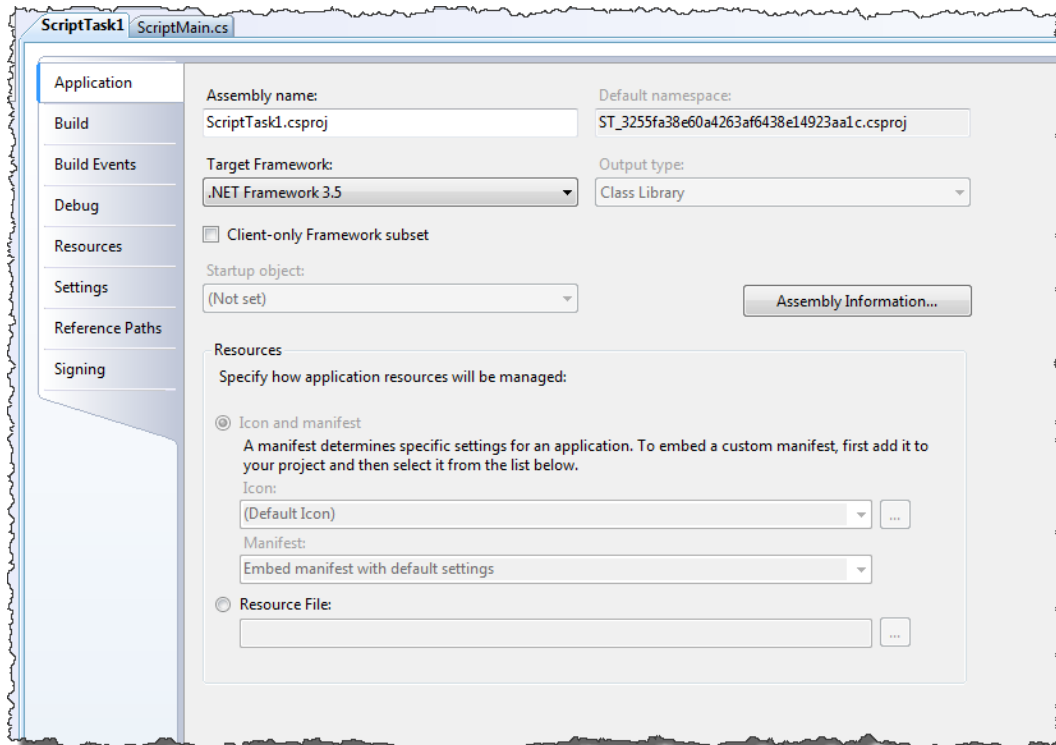 ScriptTask1 ScriptMain.cs
Application
Build
Build Events
Debug
Resources
Settings
Reference Paths
Signing
Assembly name:
Default namespace:
ScriptTask1.csproj
ST_3255fa38e60a4263af6438e14923aa1c.csproj
Target Framework:
Output type:
.NET Framework 3.5
Class Library
Client-only Framework subset
Startup object:
(Not set)
Assembly Information...
Resources
Specify how application resources will be managed:
Icon and manifest
A manifest determines specific settings for an application. To embed a custom manifest, first add it to
your project and then select it from the list below.
Icon:
(Default Icon)
...
Manifest:
Embed manifest with default settings
Resource File:
...